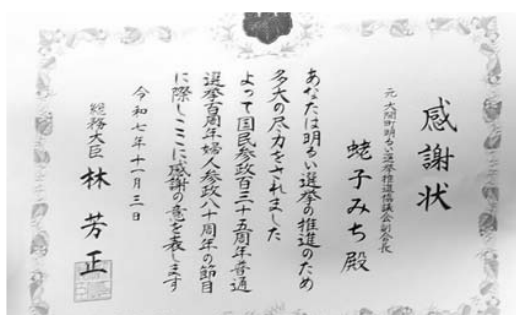 感謝状
元 大間町明るい選挙推進協議会副会長
蛯子みち殿
あなたは明るい選挙の推進のため
多大の尽力をされました
よって国民参政百三十五周年普通
選挙百周年婦人参政八十周年の節目
に際しここに感謝の意を表します
令和七年十一月三日
総務大臣 林 芳正